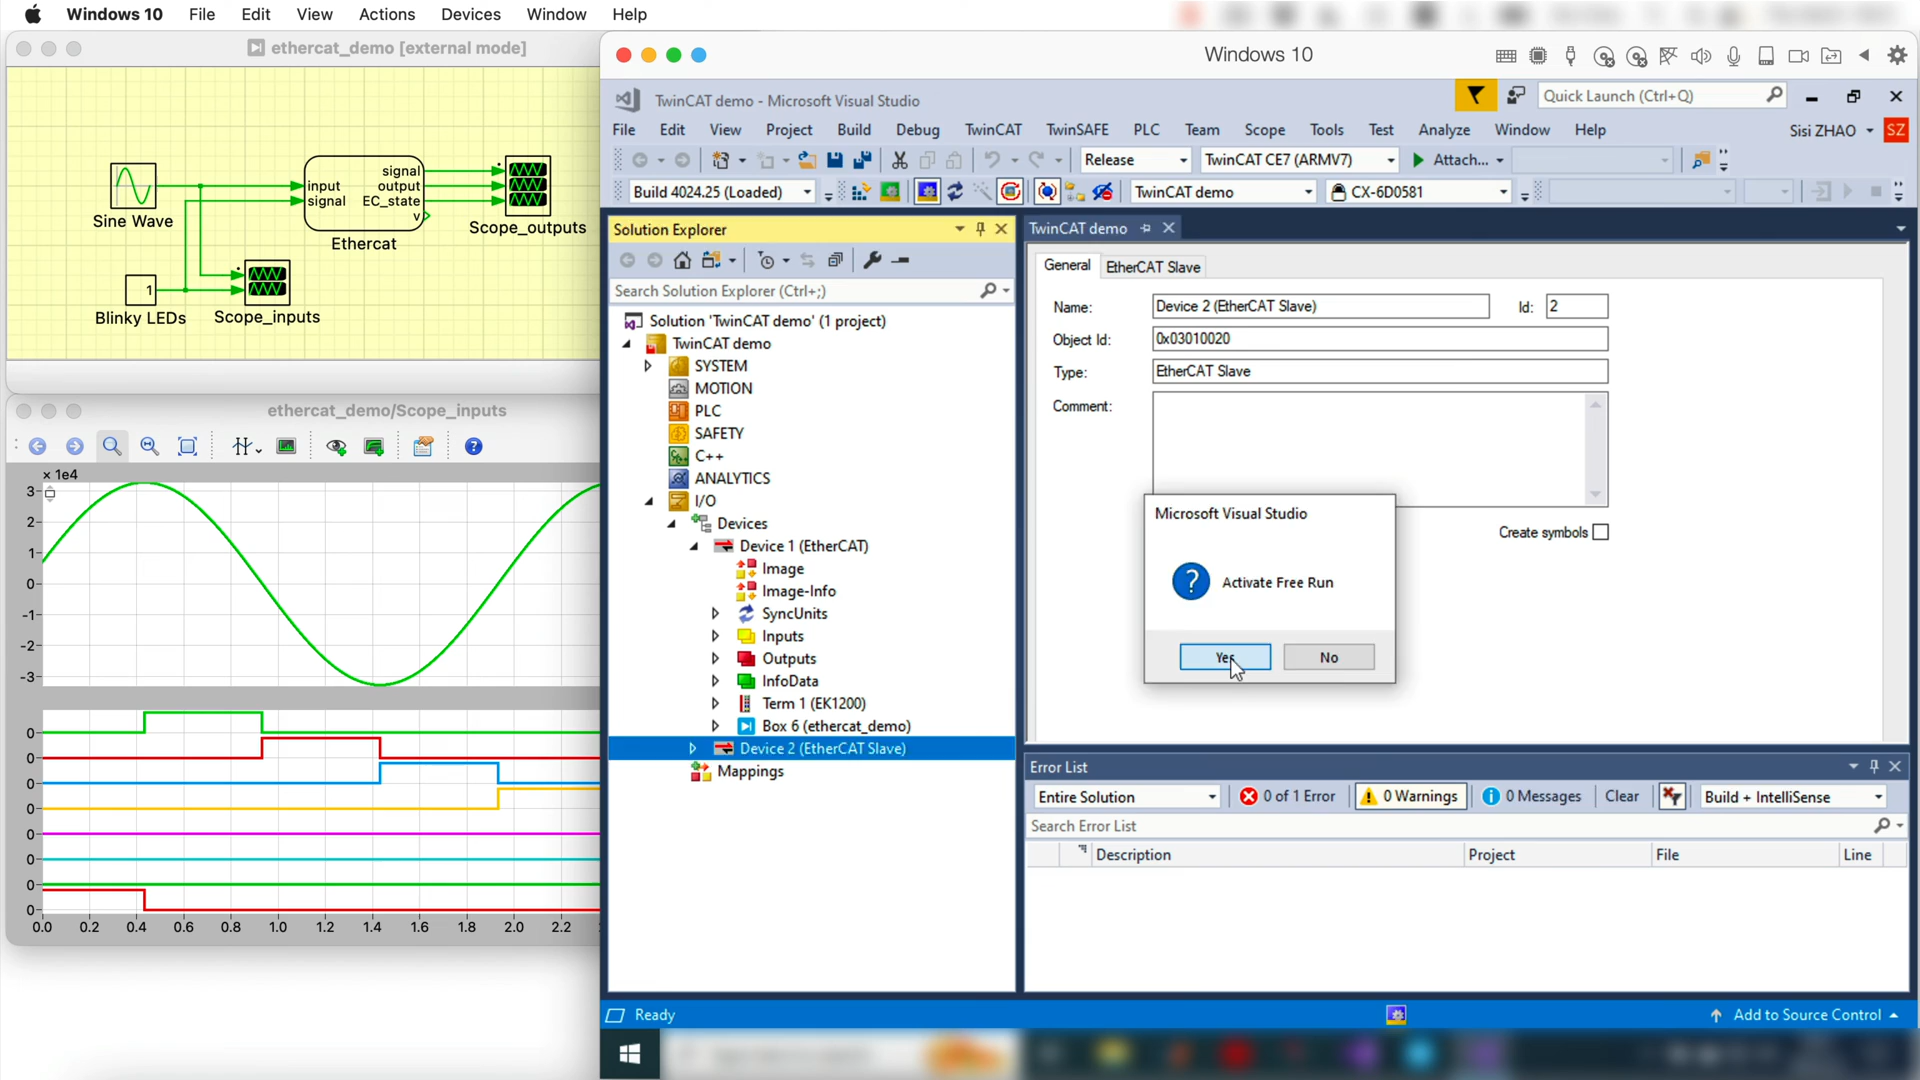 Windows 10 File Edit View Actions Devices Window Help
ethercat_demo [external mode]
Sine Wave
input
signal
signal
output
EC_state
v
Ethercat
Scope_outputs
1
Blinky LEDs
Scope_inputs
ethercat_demo/Scope_inputs
× 1e4
3
2
1
0
-1
-2
-3
0
0
0
0
0
0
0
0
0.0 0.2 0.4 0.6 0.8 1.0 1.2 1.4 1.6 1.8 2.0 2.2
Windows 10
TwinCAT demo - Microsoft Visual Studio
Quick Launch (Ctrl+Q)
File Edit View Project Build Debug TwinCAT TwinSAFE PLC Team Scope Tools Test Analyze Window Help
Sisi ZHAO SZ
Release TwinCAT CE7 (ARMV7) Attach...
Build 4024.25 (Loaded) TwinCAT demo CX-6D0581
Solution Explorer
Search Solution Explorer (Ctrl+;)
Solution 'TwinCAT demo' (1 project)
TwinCAT demo
SYSTEM
MOTION
PLC
SAFETY
C++
ANALYTICS
I/O
Devices
Device 1 (EtherCAT)
Image
Image-Info
SyncUnits
Inputs
Outputs
InfoData
Term 1 (EK1200)
Box 6 (ethercat_demo)
Device 2 (EtherCAT Slave)
Mappings
TwinCAT demo
General EtherCAT Slave
Name: Device 2 (EtherCAT Slave) Id: 2
Object Id: 0x03010020
Type: EtherCAT Slave
Comment:
Create symbols
Microsoft Visual Studio
Activate Free Run
Yes No
Error List
Entire Solution 0 of 1 Error 0 Warnings 0 Messages Clear Build + IntelliSense
Search Error List
Description Project File Line
Ready
Add to Source Control